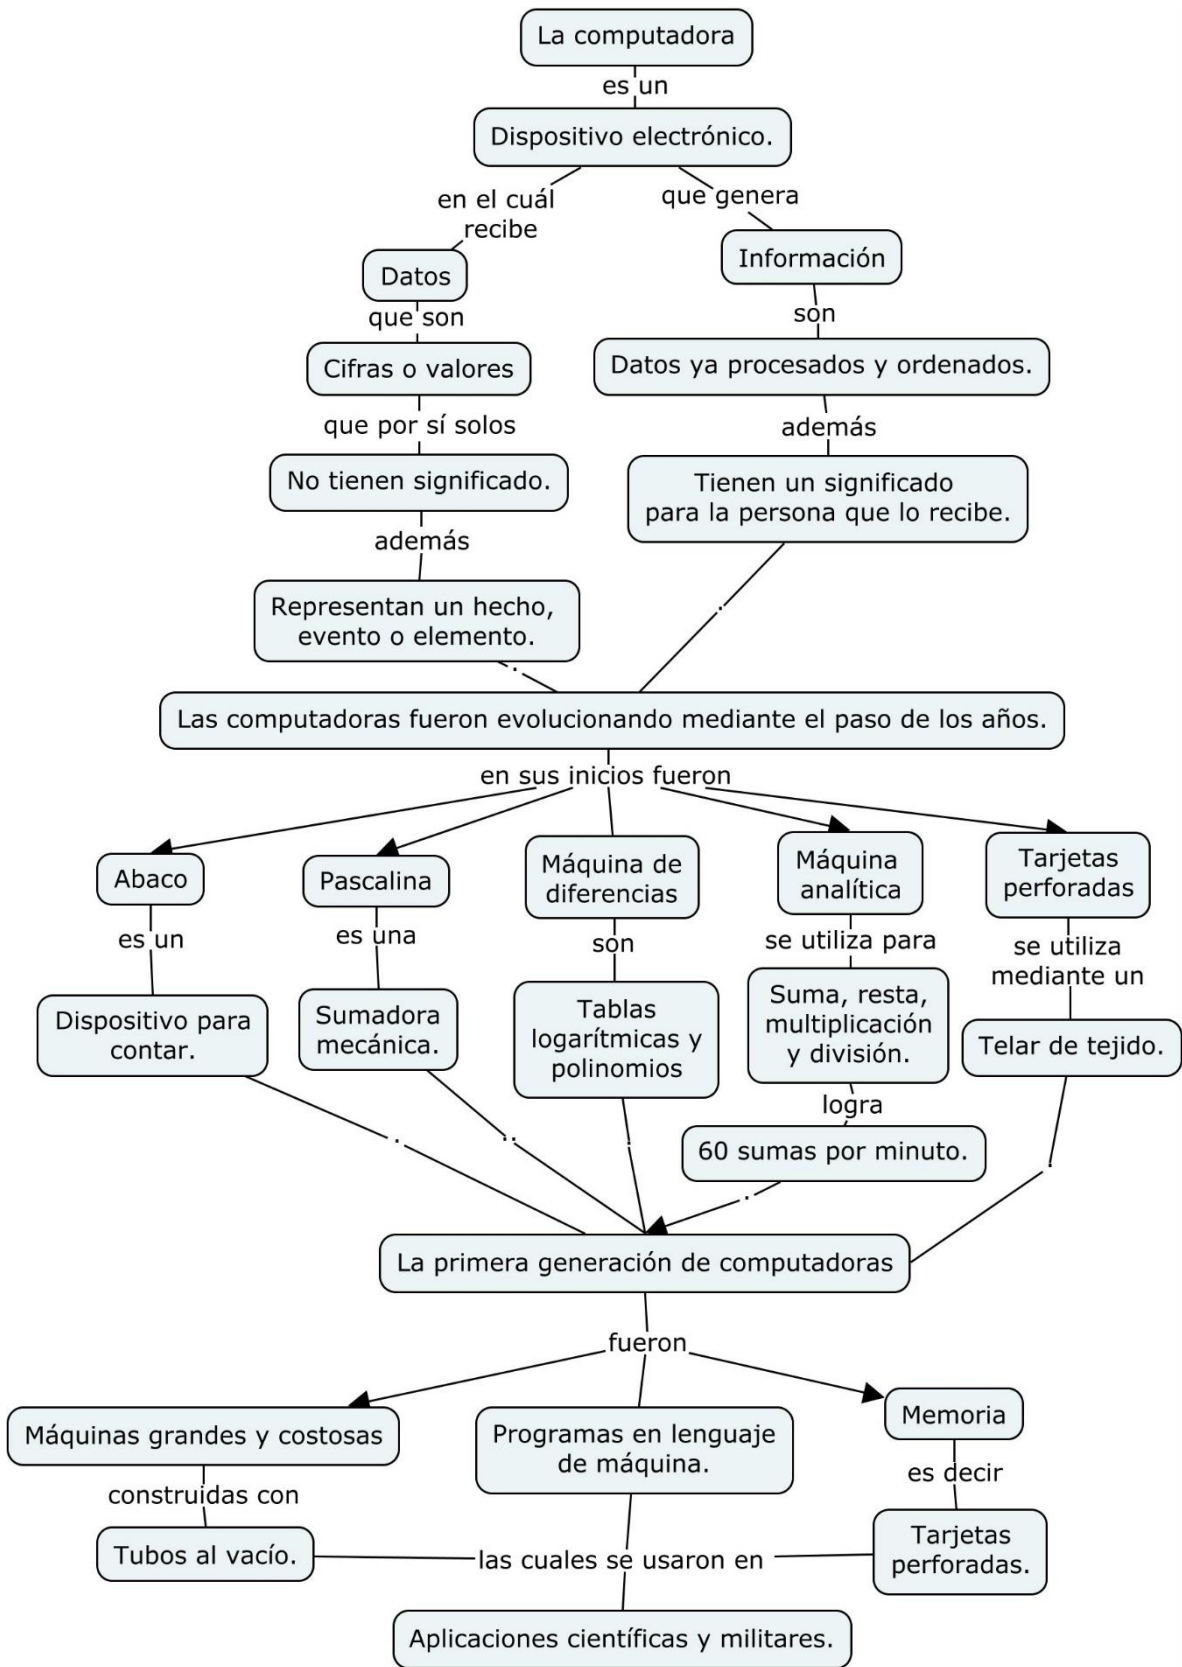 La computadora
es un
Dispositivo electrónico.
en el cuál
recibe
que genera
Datos
Información
que son
son
Cifras o valores
Datos ya procesados y ordenados.
que por sí solos
además
No tienen significado.
Tienen un significado
para la persona que lo recibe.
además
Representan un hecho,
evento o elemento.
Las computadoras fueron evolucionando mediante el paso de los años.
en sus inicios fueron
Abaco
Pascalina
Máquina de
diferencias
Máquina
analítica
Tarjetas
perforadas
es un
es una
son
se utiliza para
se utiliza
mediante un
Dispositivo para
contar.
Sumadora
mecánica.
Tablas
logarítmicas y
polinomios
Suma, resta,
multiplicación
y división.
Telar de tejido.
logra
60 sumas por minuto.
La primera generación de computadoras
fueron
Máquinas grandes y costosas
Programas en lenguaje
de máquina.
Memoria
construidas con
es decir
Tubos al vacío.
las cuales se usaron en
Tarjetas
perforadas.
Aplicaciones científicas y militares.